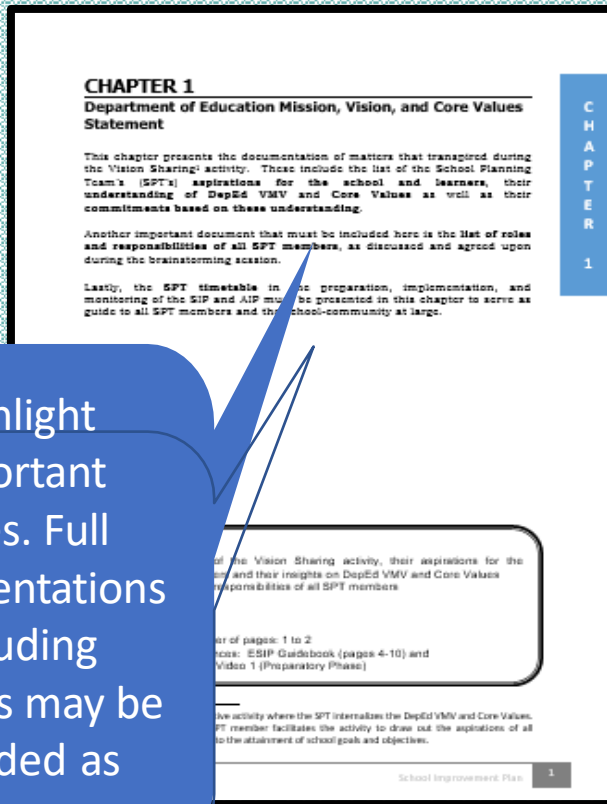 CHAPTER 1
Department of Education Mission, Vision, and Core Values
Statement
This chapter presents the documentation of matters that transpired during
the Vision Sharing¹ activity. These include the list of the School Planning
Team's (SPT's) aspirations for the school and learners, their
understanding of DepEd VMV and Core Values as well as their
commitments based on these understanding.
Another important document that must be included here is the list of roles
and responsibilities of all SPT members, as discussed and agreed upon
during the brainstorming session.
Lastly, the SPT timetable in preparation, implementation, and
monitoring of the SIP and AIP must be presented in this chapter to serve as
guide to all SPT members and the school-community at large.
CHAPTER
1
hlight
ortant
s. Full
entations
uding
s may be
ded as
of the Vision Sharing activity, their aspirations for the
and their insights on DepEd VMV and Core Values
responsibilities of all SPT members
er of pages: 1 to 2
nces: ESIP Guidebook (pages 4-10) and
Video 1 (Preparatory Phase)
ive activity where the SPT internalizes the DepEd VMV and Core Values.
PT member facilitates the activity to draw out the aspirations of all
to the attainment of school goals and objectives.
School Improvement Plan 1